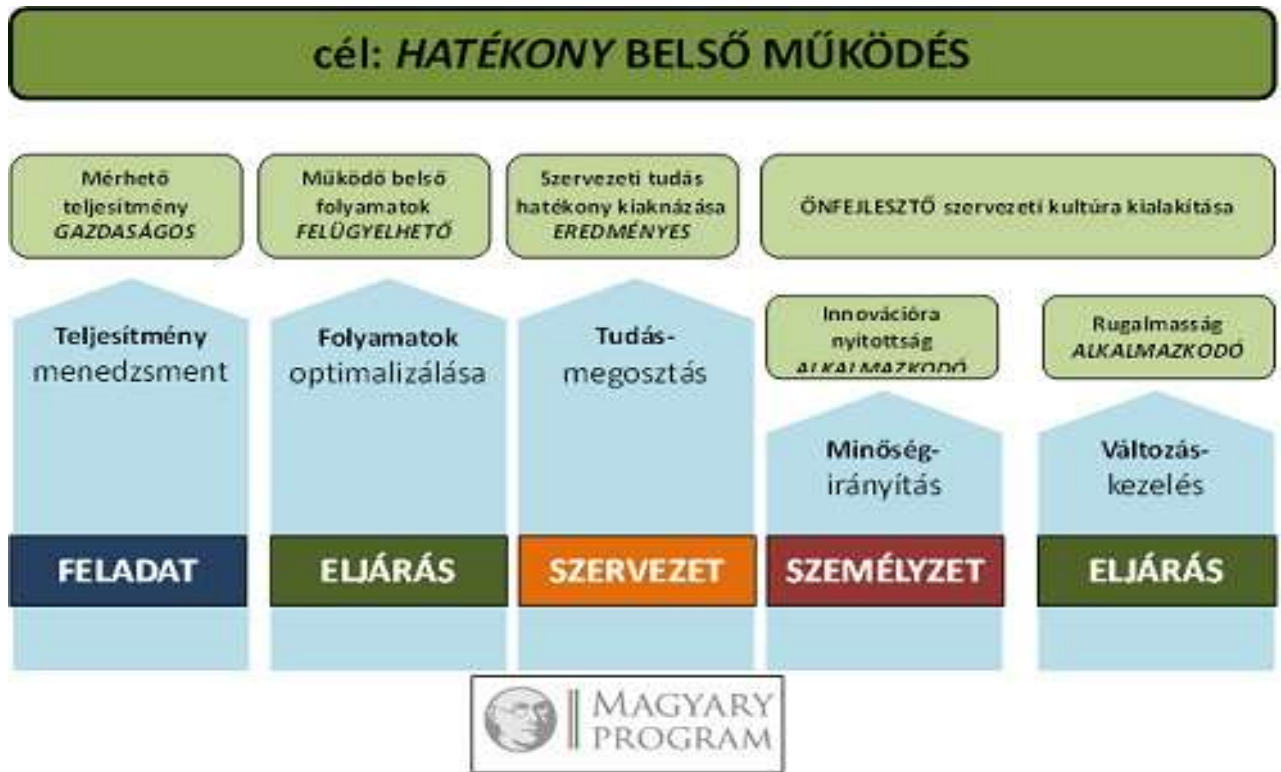 cél: HATÉKONY BELSŐ MŰKÖDÉS
Mérhető
teljesítmény
GAZDASÁGOS
Működő belső
folyamatok
FELÜGYELHETŐ
Szervezeti tudás
hatékony kiaknázása
EREDMÉNYES
ÖNFEJLESZTŐ szervezeti kultúra kialakítása
Teljesítmény
menedzsment
Folyamatok
optimalizálása
Tudás-
megosztás
Innovációra
nyitottság
ALKALMAZKODÓ
Rugalmasság
ALKALMAZKODÓ
Minőség-
irányítás
Változás-
kezelés
FELADAT
ELJÁRÁS
SZERVEZET
SZEMÉLYZET
ELJÁRÁS
MAGYARY
PROGRAM